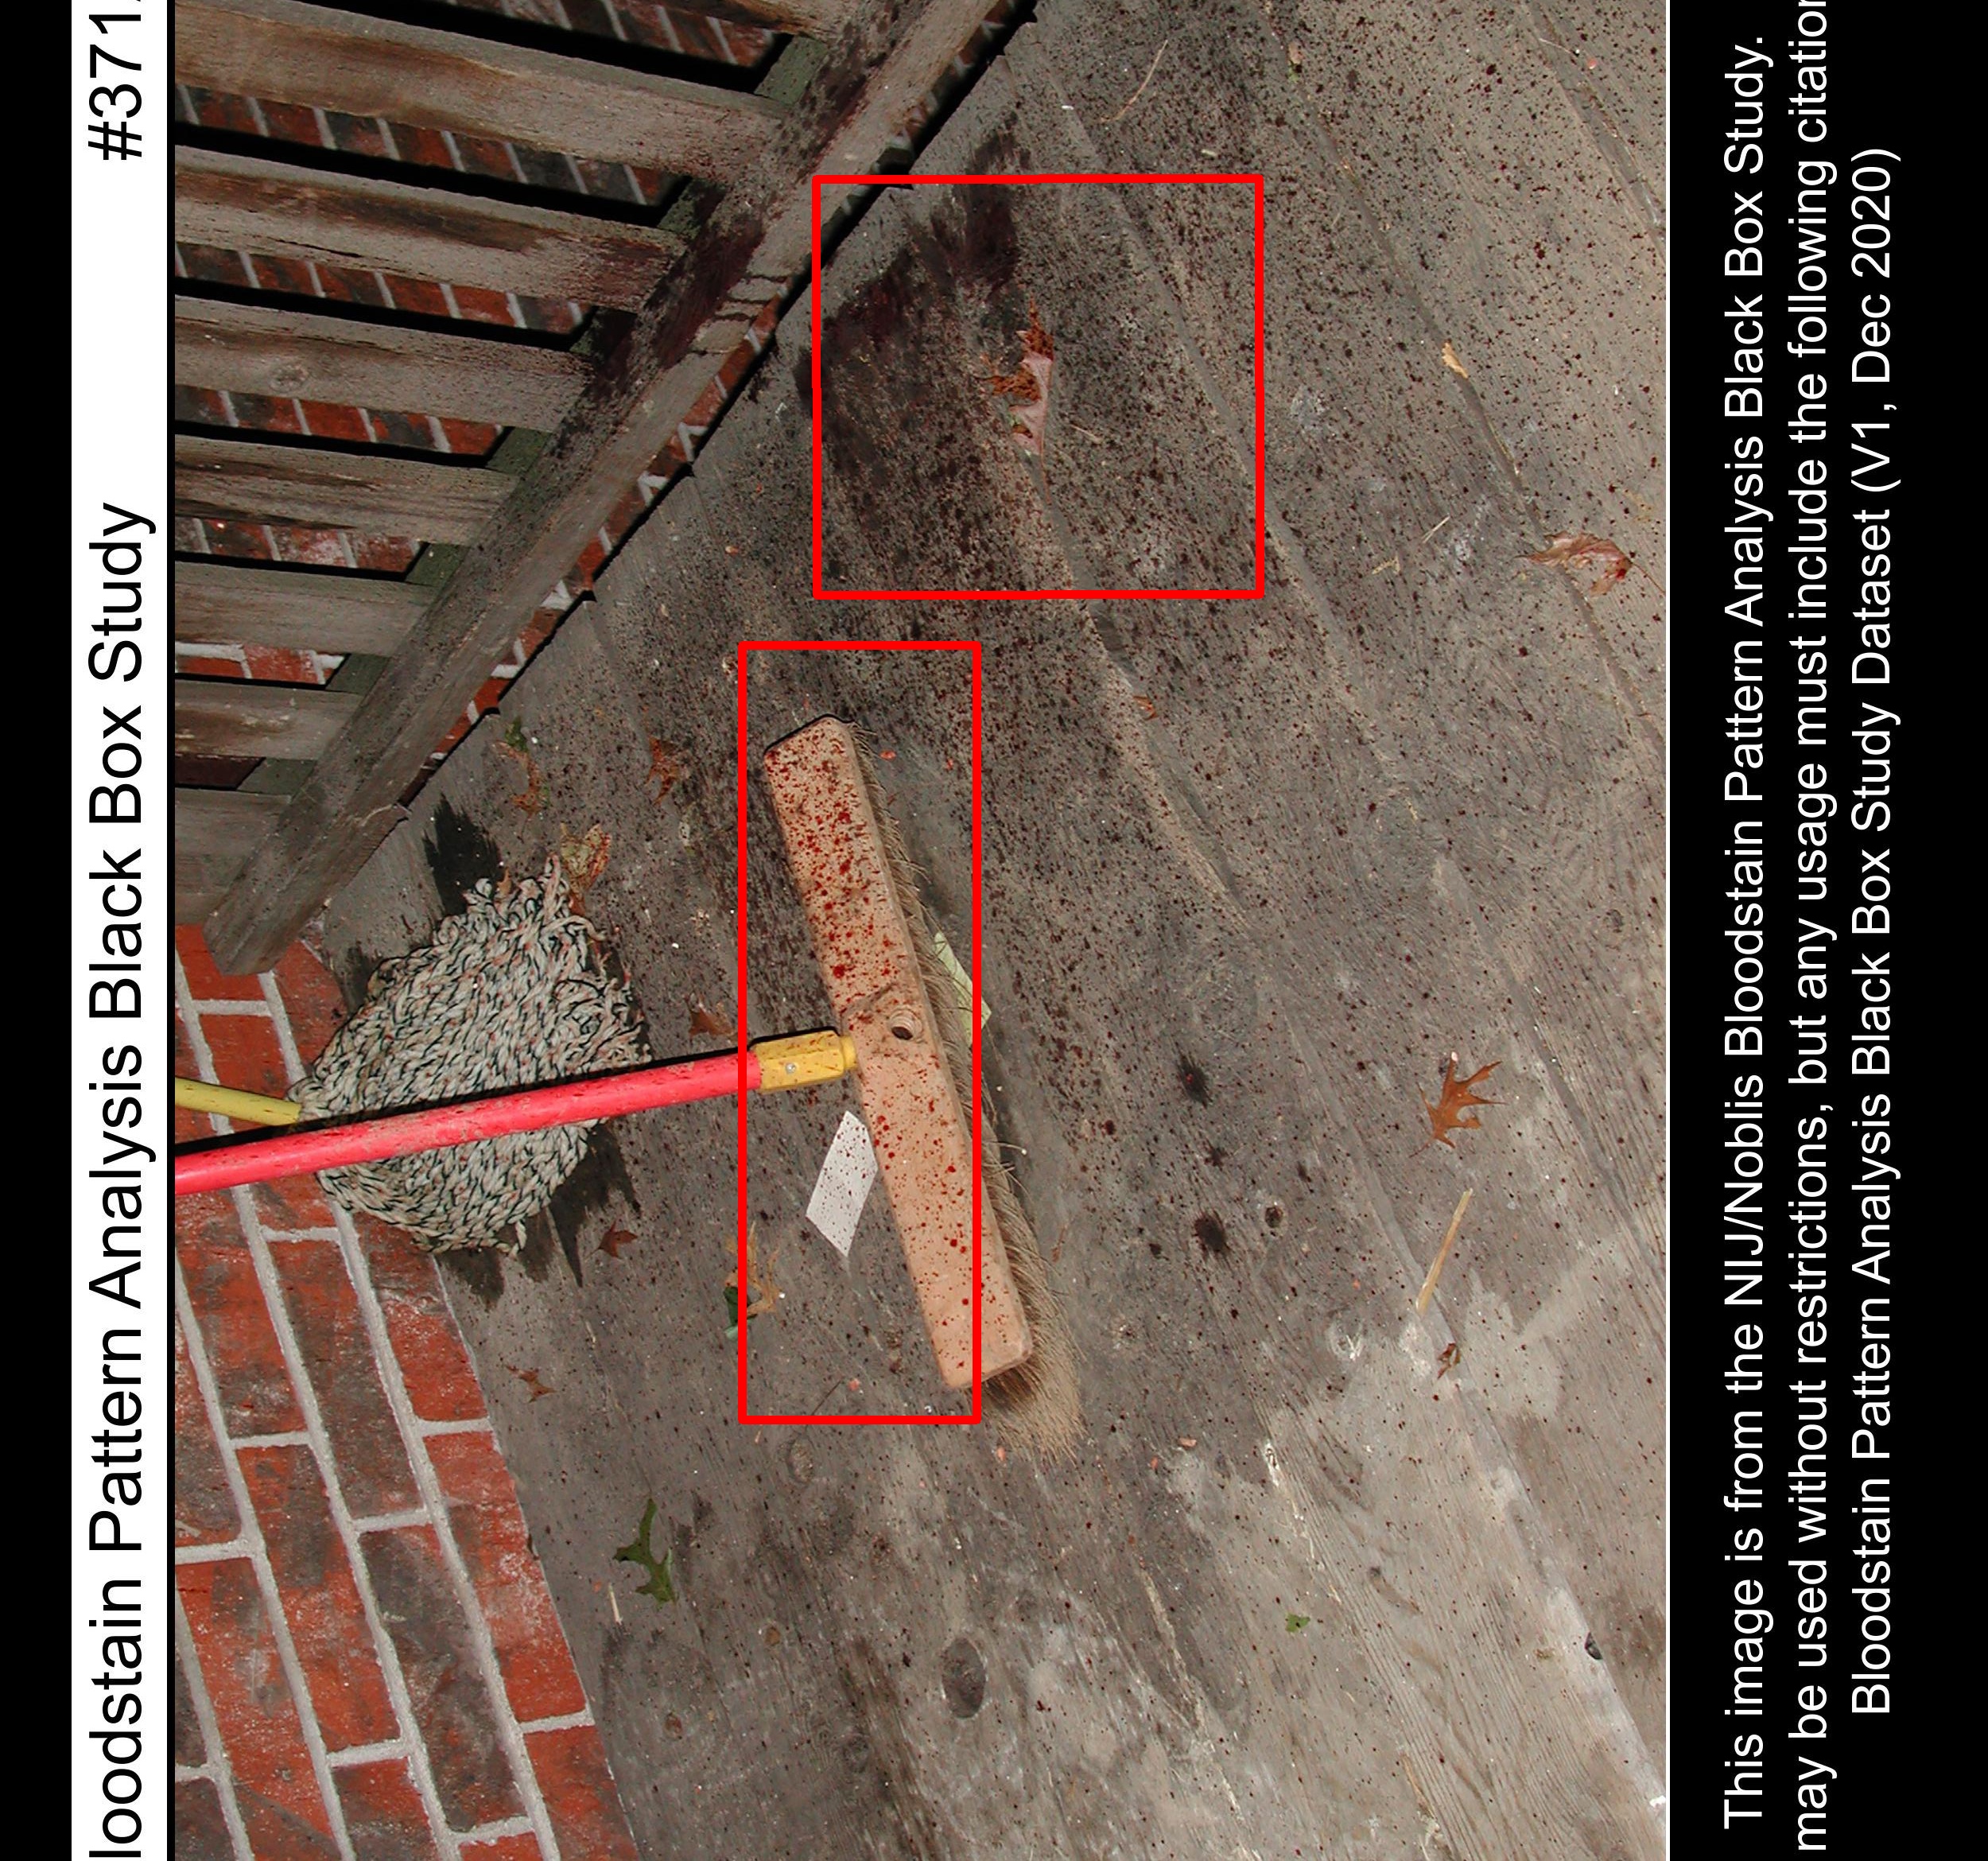 loodstain Pattern Analysis Black Box Study #371
This image is from the NIJ/Noblis Bloodstain Pattern Analysis Black Box Study.
may be used without restrictions, but any usage must include the following citation
Bloodstain Pattern Analysis Black Box Study Dataset (V1, Dec 2020)